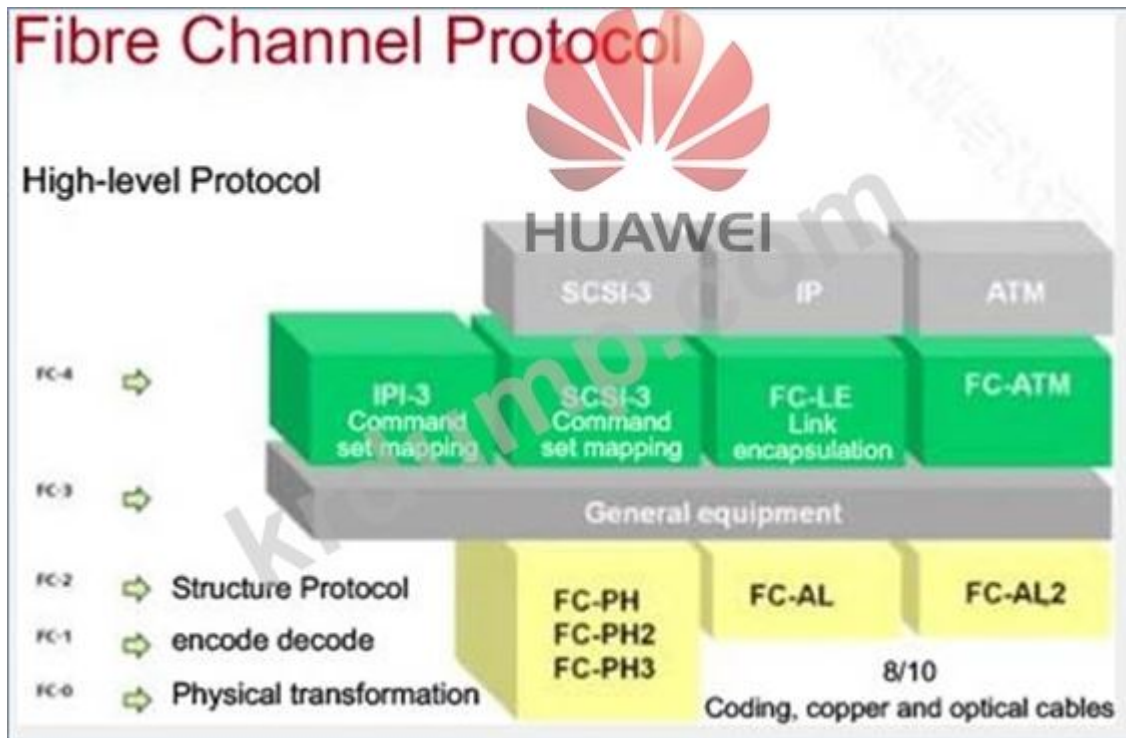 Fibre Channel Protocol
HUAWEI
High-level Protocol
SCSI-3
IP
ATM
FC-4
IPI-3
Command
set mapping
SCSI-3
Command
set mapping
FC-LE
Link
encapsulation
FC-ATM
FC-3
General equipment
FC-2
Structure Protocol
FC-1
encode decode
FC-0
Physical transformation
FC-PH
FC-PH2
FC-PH3
FC-AL
FC-AL2
8/10
Coding, copper and optical cables